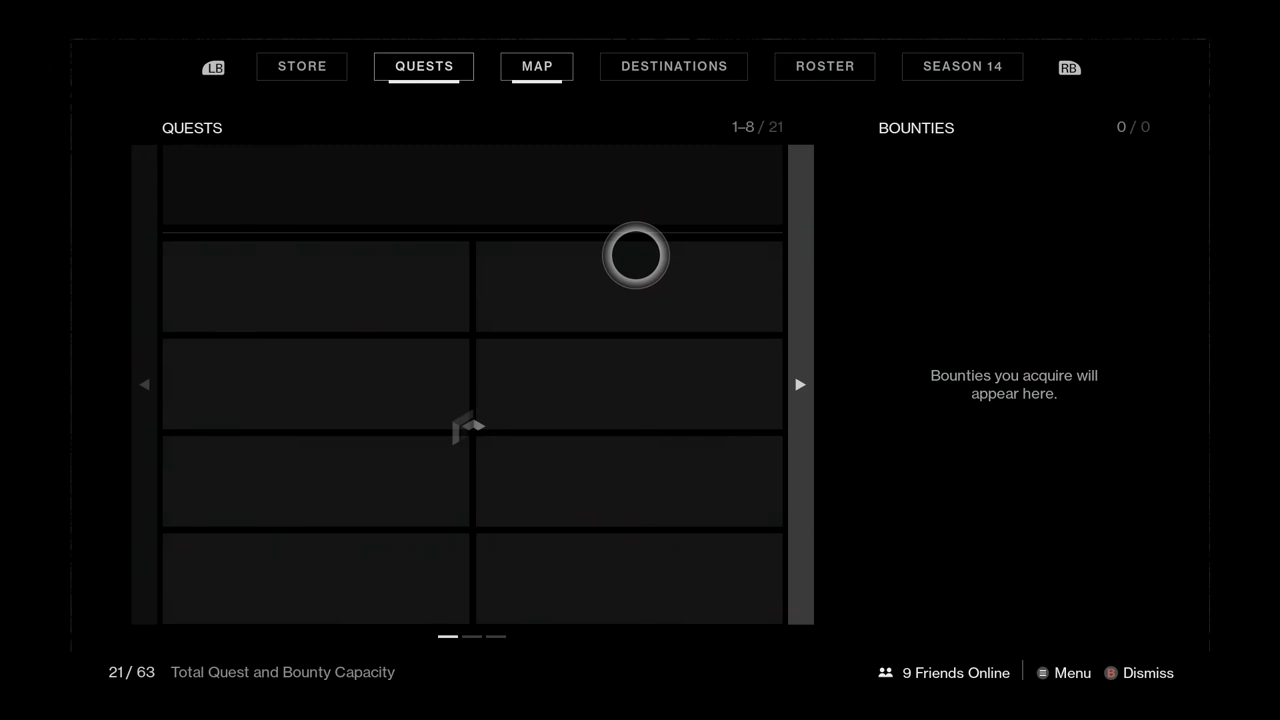 LB STORE QUESTS MAP DESTINATIONS ROSTER SEASON 14 RB
QUESTS 1–8 / 21
BOUNTIES 0 / 0
Bounties you acquire will
appear here.
21 / 63 Total Quest and Bounty Capacity
9 Friends Online Menu B Dismiss